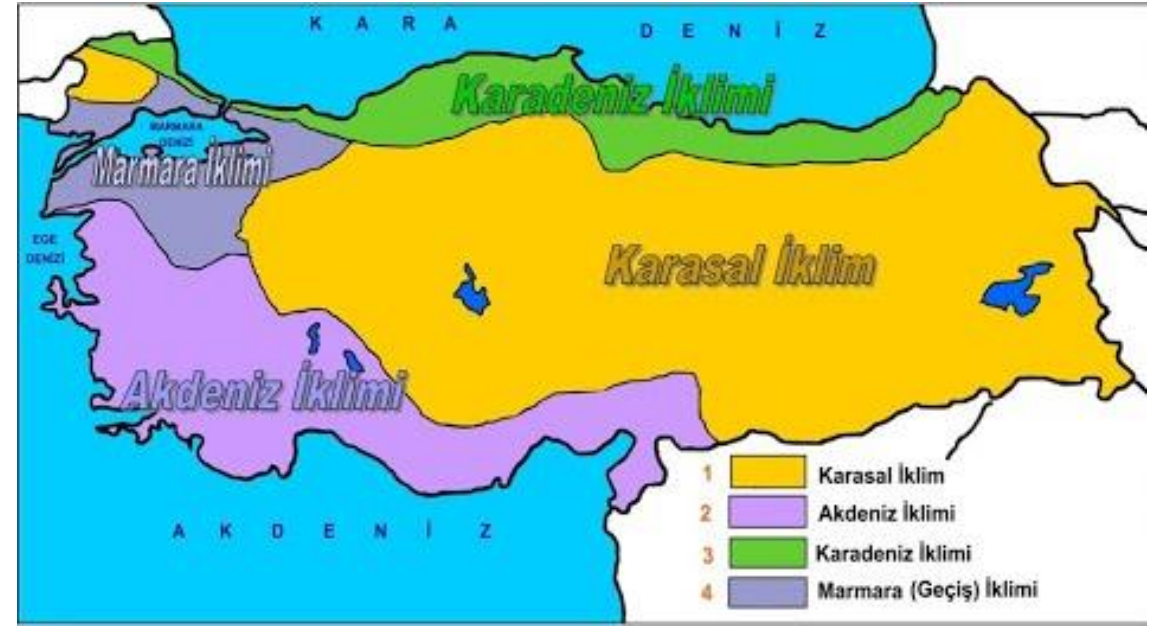 K A R A
D E N İ Z
Karadeniz İklimi
MARMARA
DENİZİ
Marmara İklimi
EGE
DENİZİ
Karasal İklim
Akdeniz İklimi
A K D E N İ Z
1 Karasal İklim
2 Akdeniz İklimi
3 Karadeniz İklimi
4 Marmara (Geçiş) İklimi